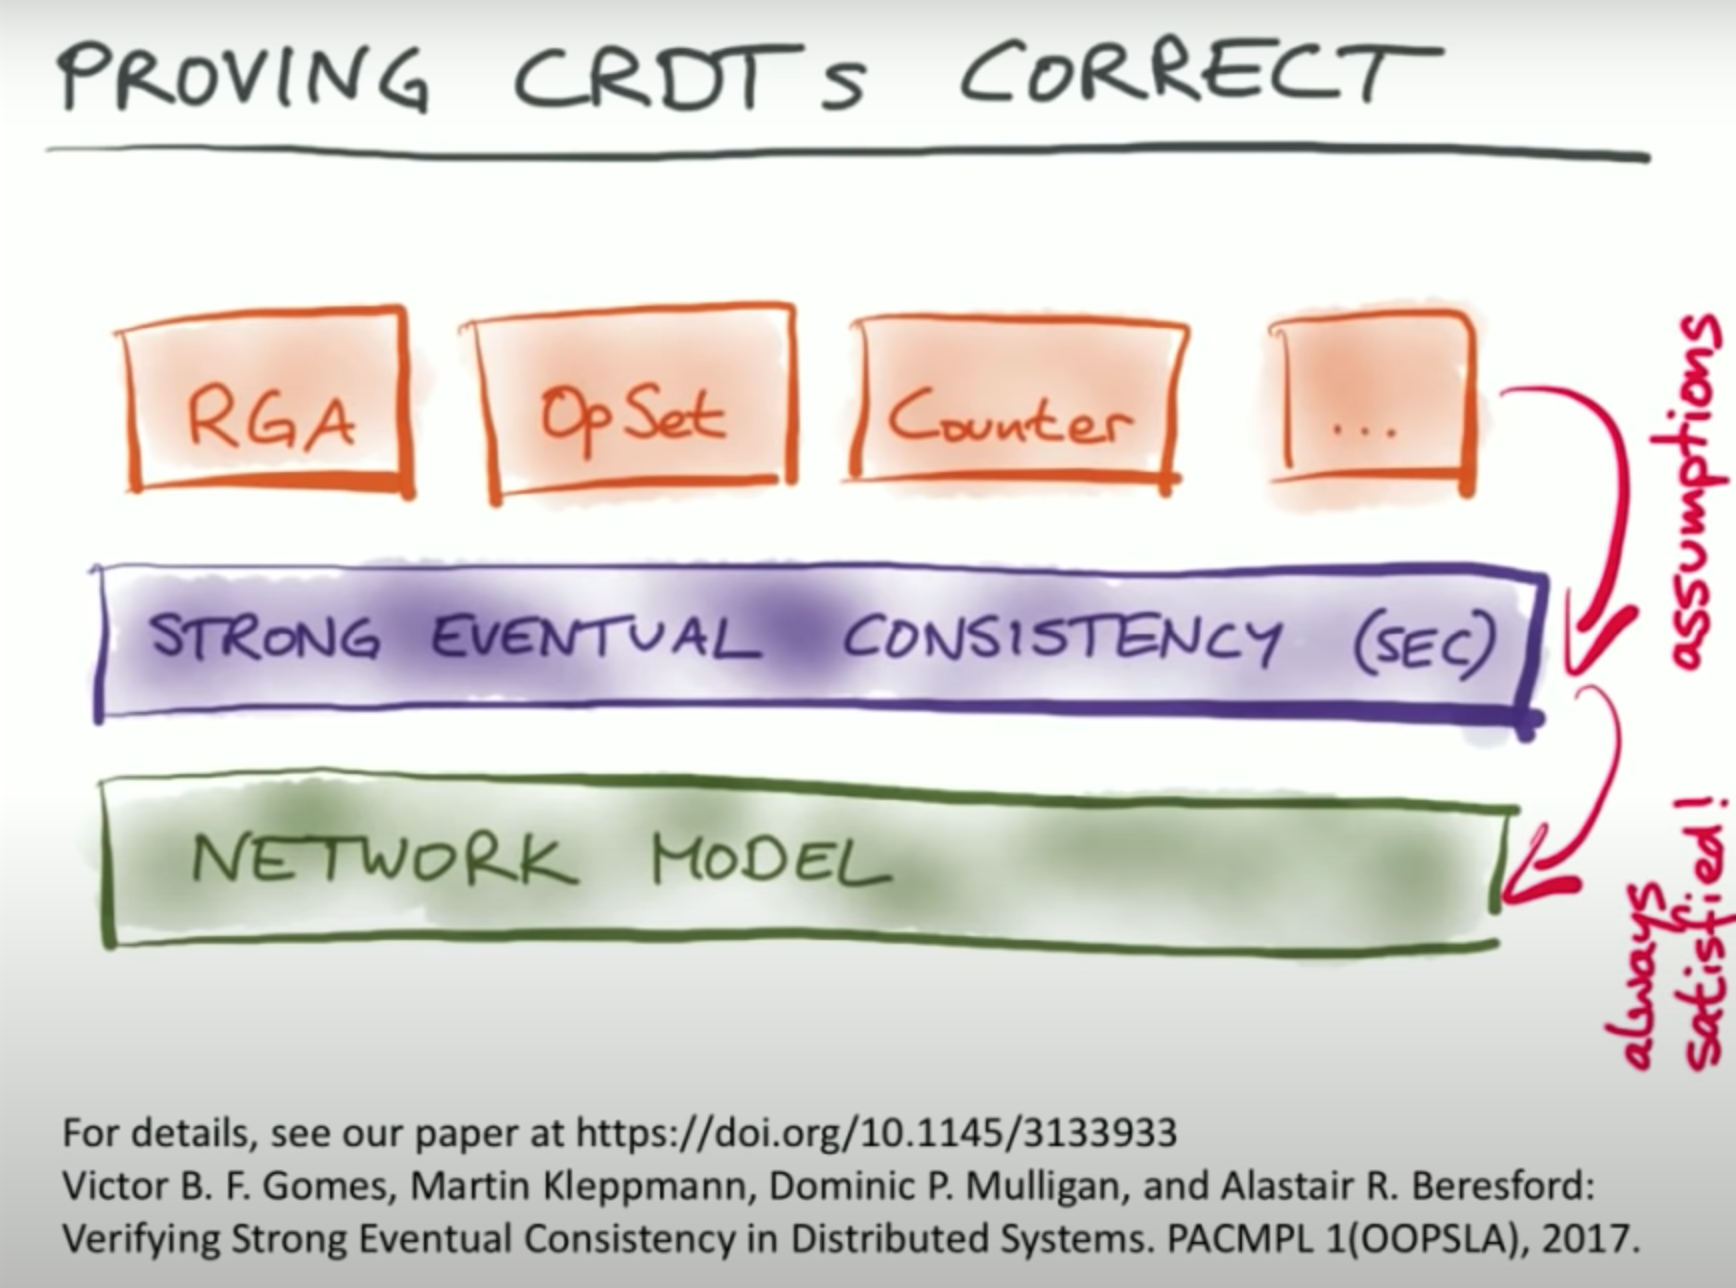 PROVING CRDTs CORRECT
RGA
OpSet
Counter
...
STRONG EVENTUAL CONSISTENCY (SEC)
NETWORK MODEL
assumptions
always
satisfied!
For details, see our paper at https://doi.org/10.1145/3133933
Victor B. F. Gomes, Martin Kleppmann, Dominic P. Mulligan, and Alastair R. Beresford:
Verifying Strong Eventual Consistency in Distributed Systems. PACMPL 1(OOPSLA), 2017.